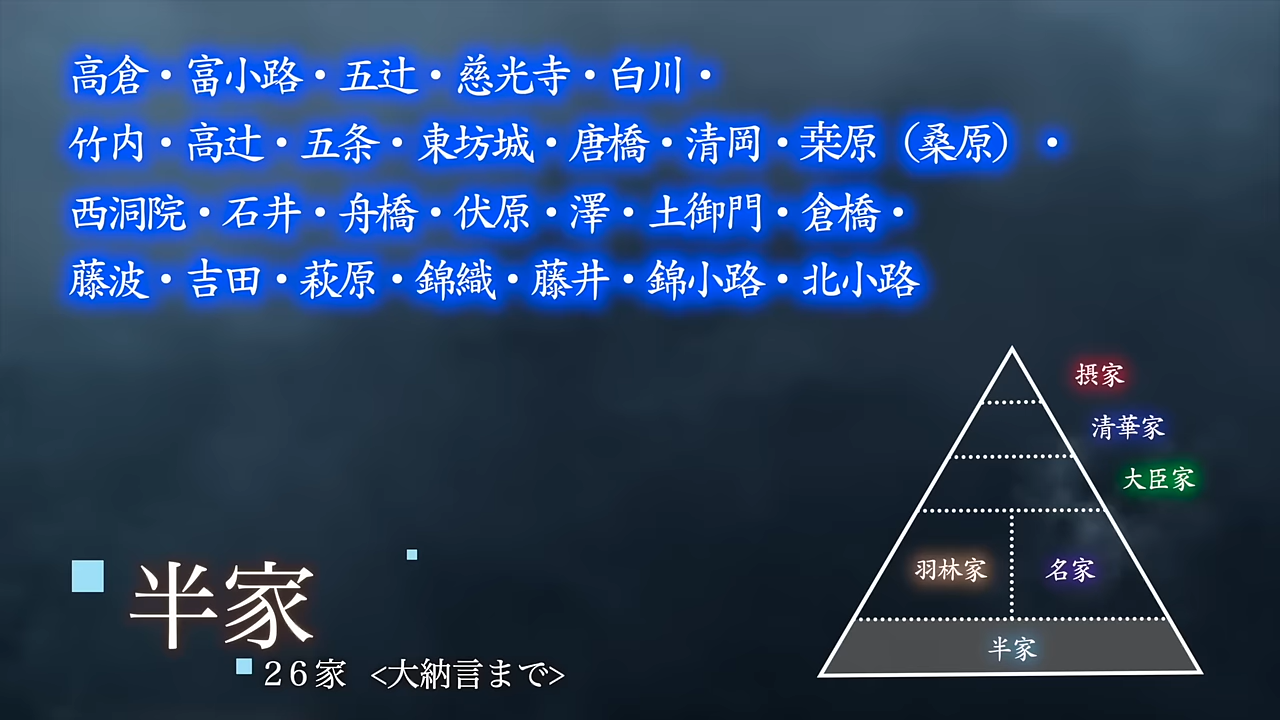 高倉・富小路・五辻・慈光寺・白川・
竹内・高辻・五条・東坊城・唐橋・清岡・桒原（桑原）・
西洞院・石井・舟橋・伏原・澤・土御門・倉橋・
藤波・吉田・萩原・錦織・藤井・錦小路・北小路
摂家
清華家
大臣家
羽林家
名家
半家
半家
２６家 <大納言まで>